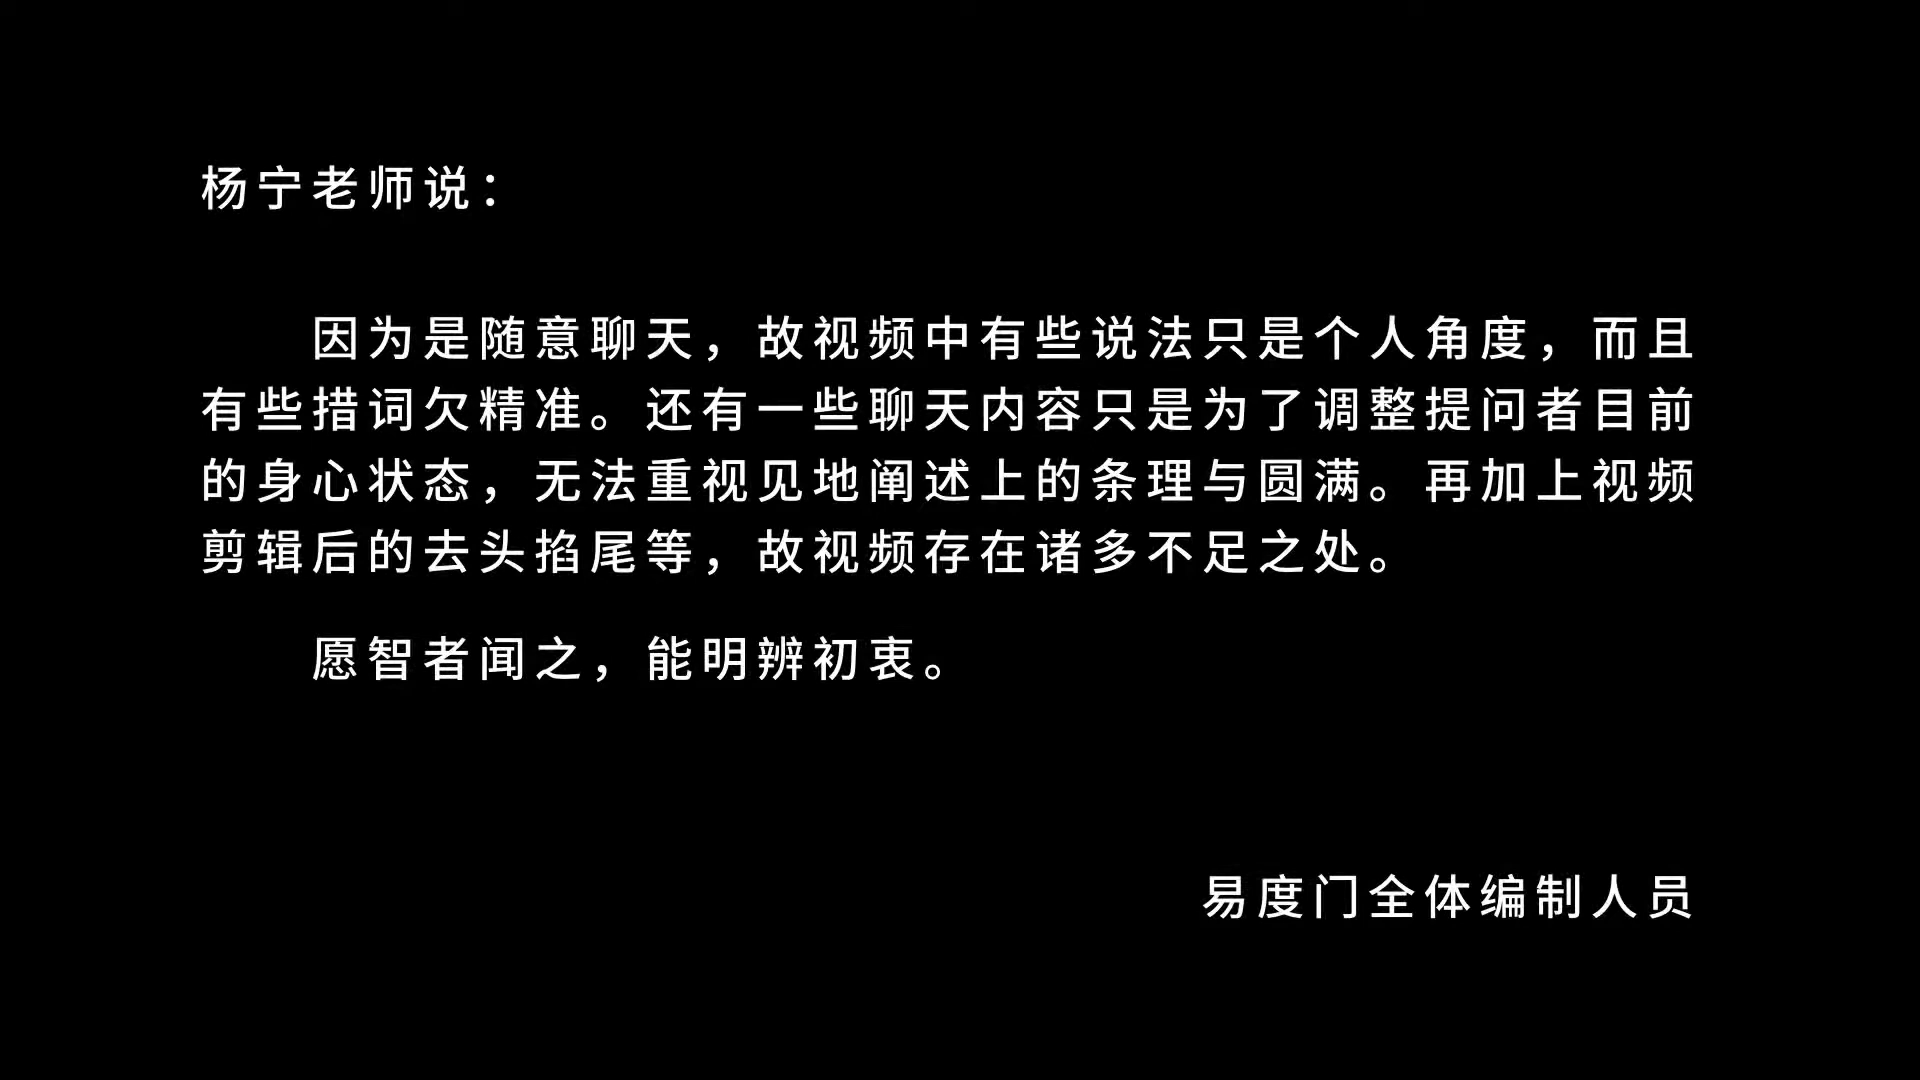 杨宁老师说：
因为是随意聊天，故视频中有些说法只是个人角度，而且
有些措词欠精准。还有一些聊天内容只是为了调整提问者目前
的身心状态，无法重视见地阐述上的条理与圆满。再加上视频
剪辑后的去头掐尾等，故视频存在诸多不足之处。
愿智者闻之，能明辨初衷。
易度门全体编制人员